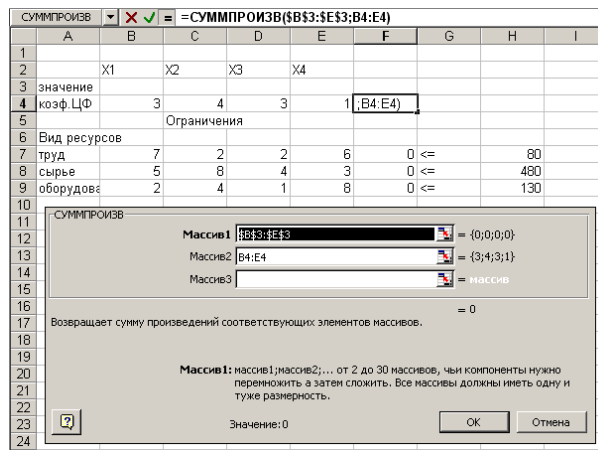 СУММПРОИЗВ =СУММПРОИЗВ($B$3:$E$3;B4:E4)
A B C D E F G H I
1
2 X1 X2 X3 X4
3 значение
4 коэф.ЦФ 3 4 3 1 ;B4:E4)
5 Ограничения
6 Вид ресурсов
7 труд 7 2 2 6 0 <= 80
8 сырье 5 8 4 3 0 <= 480
9 оборудова 2 4 1 8 0 <= 130
10
11 СУММПРОИЗВ
12 Массив1 $B$3:$E$3 = {0;0;0;0}
13 Массив2 B4:E4 = {3;4;3;1}
14 Массив3 = массив
15
16 = 0
17 Возвращает сумму произведений соответствующих элементов массивов.
18
19
20 Массив1: массив1;массив2;... от 2 до 30 массивов, чьи компоненты нужно
21 перемножить а затем сложить. Все массивы должны иметь одну и
22 туже размерность.
23 Значение:0 OK Отмена
24